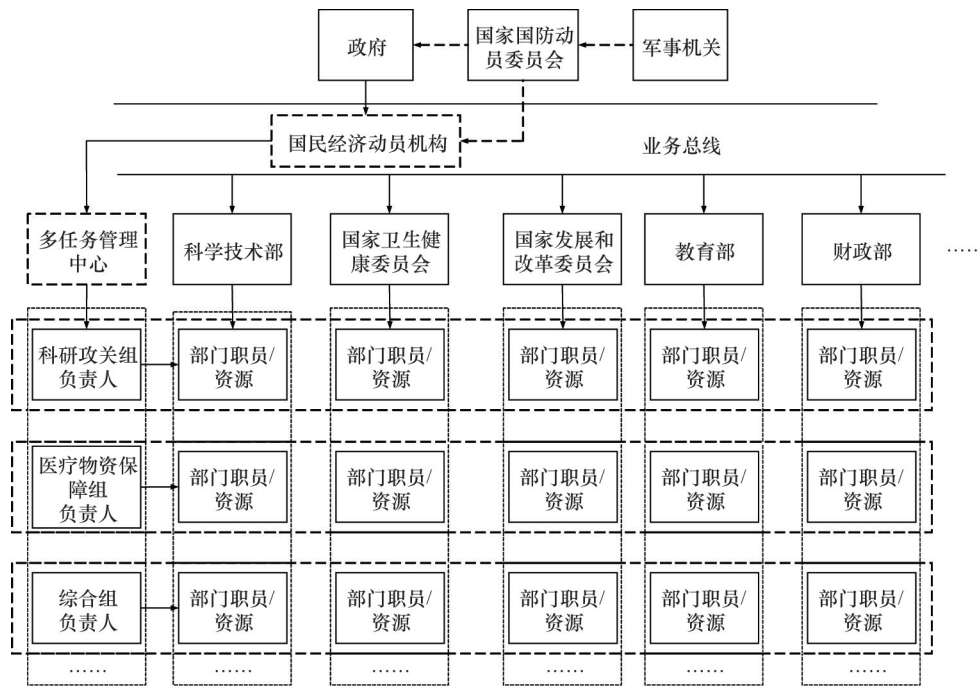 政府
国家国防动
员委员会
军事机关
国民经济动员机构
业务总线
多任务管理
中心
科学技术部
国家卫生健
康委员会
国家发展和
改革委员会
教育部
财政部
……
科研攻关组
负责人
部门职员/
资源
部门职员/
资源
部门职员/
资源
部门职员/
资源
部门职员/
资源
医疗物资保
障组
负责人
部门职员/
资源
部门职员/
资源
部门职员/
资源
部门职员/
资源
部门职员/
资源
综合组
负责人
部门职员/
资源
部门职员/
资源
部门职员/
资源
部门职员/
资源
部门职员/
资源
……
……
……
……
……
……